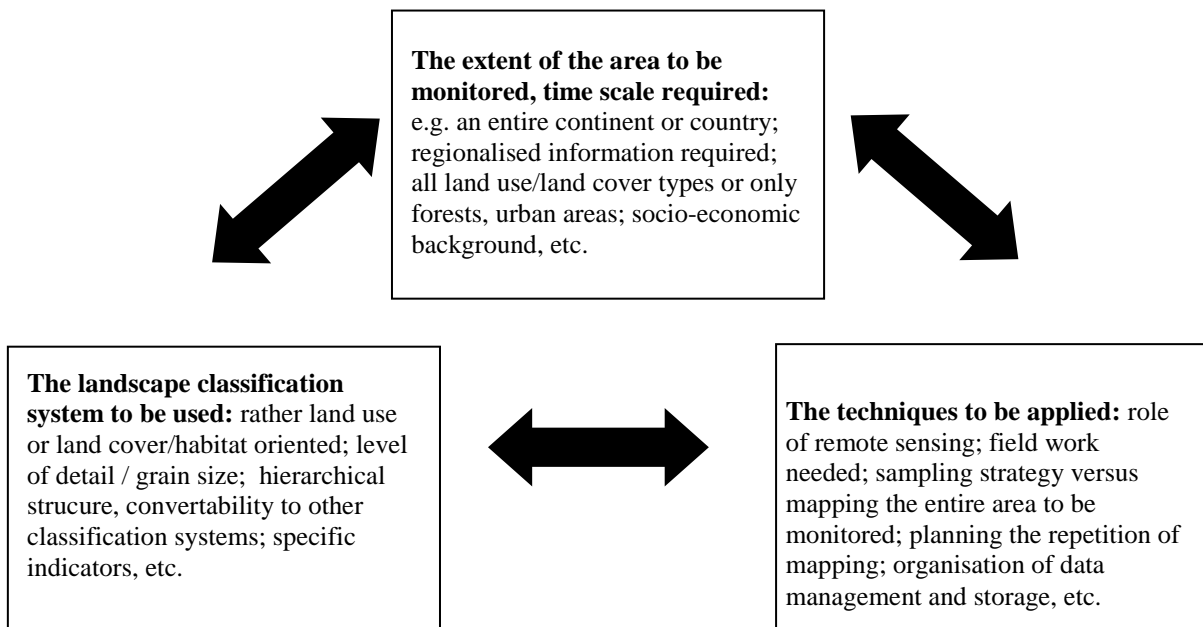 The extent of the area to be
monitored, time scale required:
e.g. an entire continent or country;
regionalised information required;
all land use/land cover types or only
forests, urban areas; socio-economic
background, etc.
The landscape classification
system to be used: rather land use
or land cover/habitat oriented; level
of detail / grain size;  hierarchical
strucure, convertability to other
classification systems; specific
indicators, etc.
The techniques to be applied: role
of remote sensing; field work
needed; sampling strategy versus
mapping the entire area to be
monitored; planning the repetition of
mapping; organisation of data
management and storage, etc.